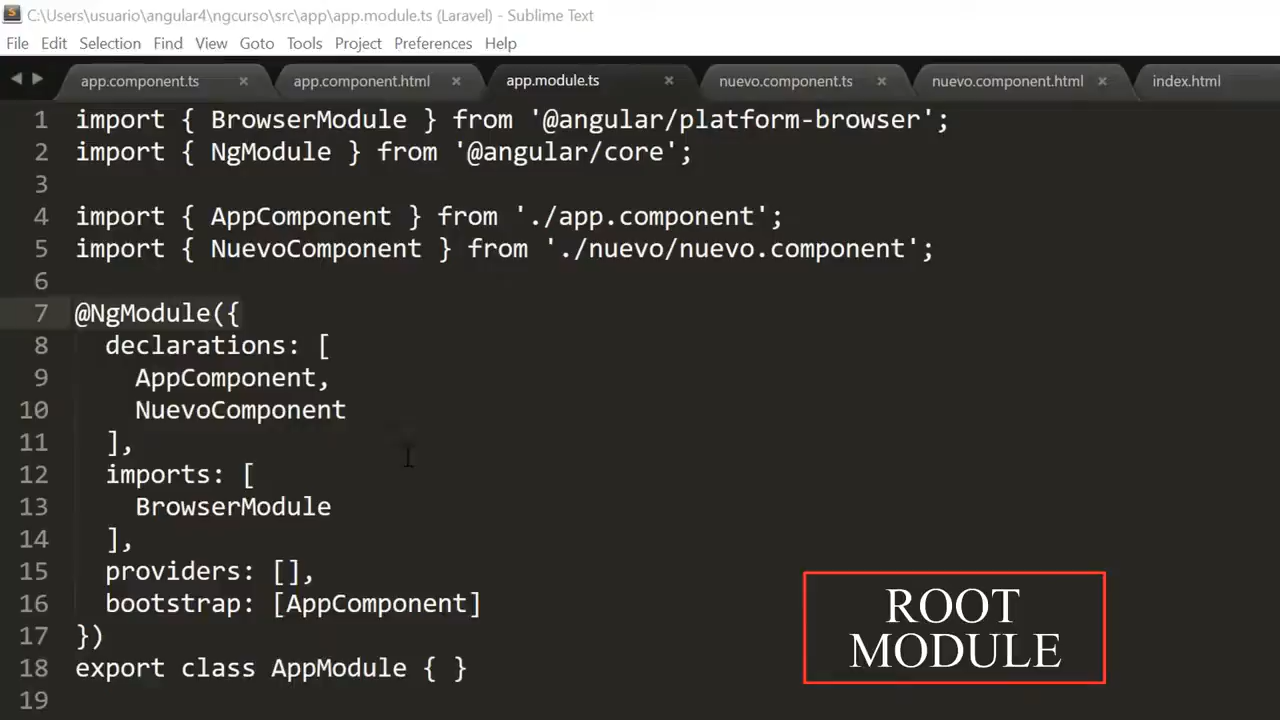 C:\Users\usuario\angular4\ngcurso\src\app\app.module.ts (Laravel) - Sublime Text
File Edit Selection Find View Goto Tools Project Preferences Help
app.component.ts × app.component.html × app.module.ts × nuevo.component.ts × nuevo.component.html × index.html
1 import { BrowserModule } from '@angular/platform-browser';
2 import { NgModule } from '@angular/core';
3
4 import { AppComponent } from './app.component';
5 import { NuevoComponent } from './nuevo/nuevo.component';
6
7 @NgModule({
8   declarations: [
9     AppComponent,
10     NuevoComponent
11   ],
12   imports: [
13     BrowserModule
14   ],
15   providers: [],
16   bootstrap: [AppComponent]
17 })
18 export class AppModule { }
19
ROOT
MODULE